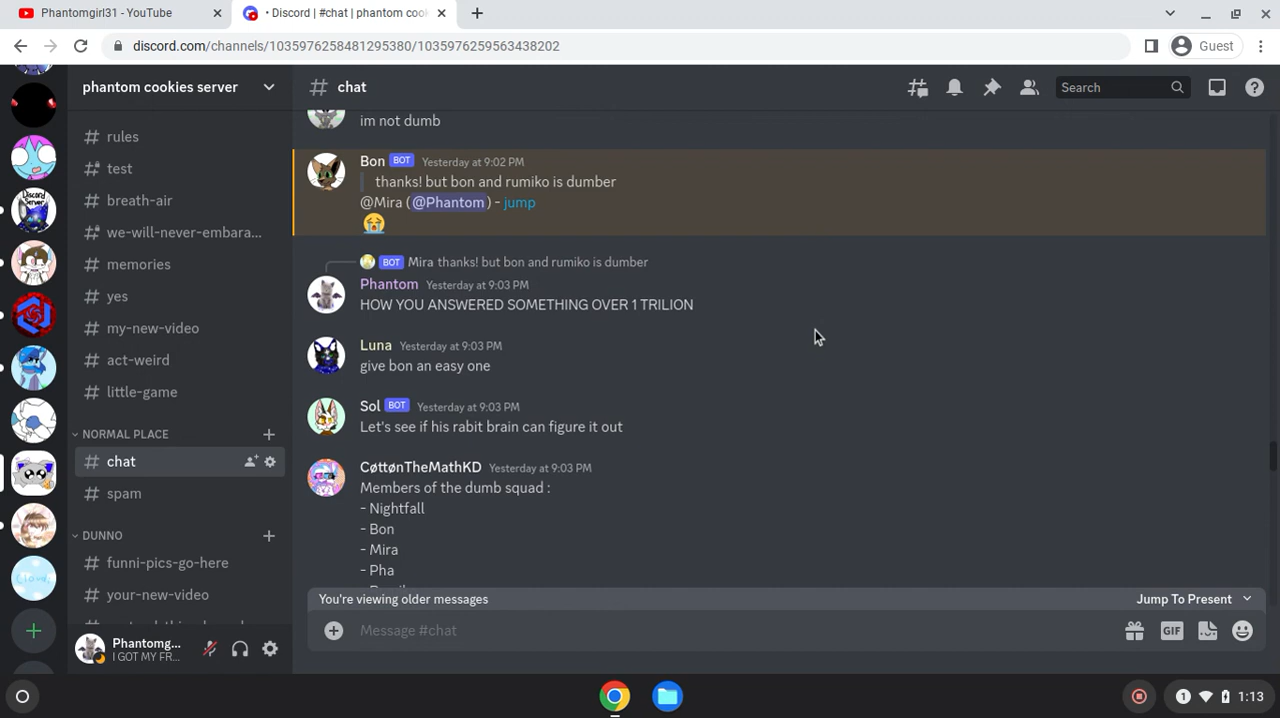 Phantomgirl31 - YouTube
• Discord | #chat | phantom coo
discord.com/channels/1035976258481295380/1035976259563438202
Guest
phantom cookies server
rules
test
breath-air
we-will-never-embara...
memories
yes
my-new-video
act-weird
little-game
NORMAL PLACE
chat
spam
DUNNO
funni-pics-go-here
your-new-video
Phantomg...
I GOT MY FR...
chat
Search
im not dumb
Bon BOT Yesterday at 9:02 PM
thanks! but bon and rumiko is dumber
@Mira (@Phantom) - jump
BOT Mira thanks! but bon and rumiko is dumber
Phantom Yesterday at 9:03 PM
HOW YOU ANSWERED SOMETHING OVER 1 TRILION
Luna Yesterday at 9:03 PM
give bon an easy one
Sol BOT Yesterday at 9:03 PM
Let's see if his rabit brain can figure it out
CøttønTheMathKD Yesterday at 9:03 PM
Members of the dumb squad :
- Nightfall
- Bon
- Mira
- Pha
You're viewing older messages
Jump To Present
Message #chat
GIF
1
1:13